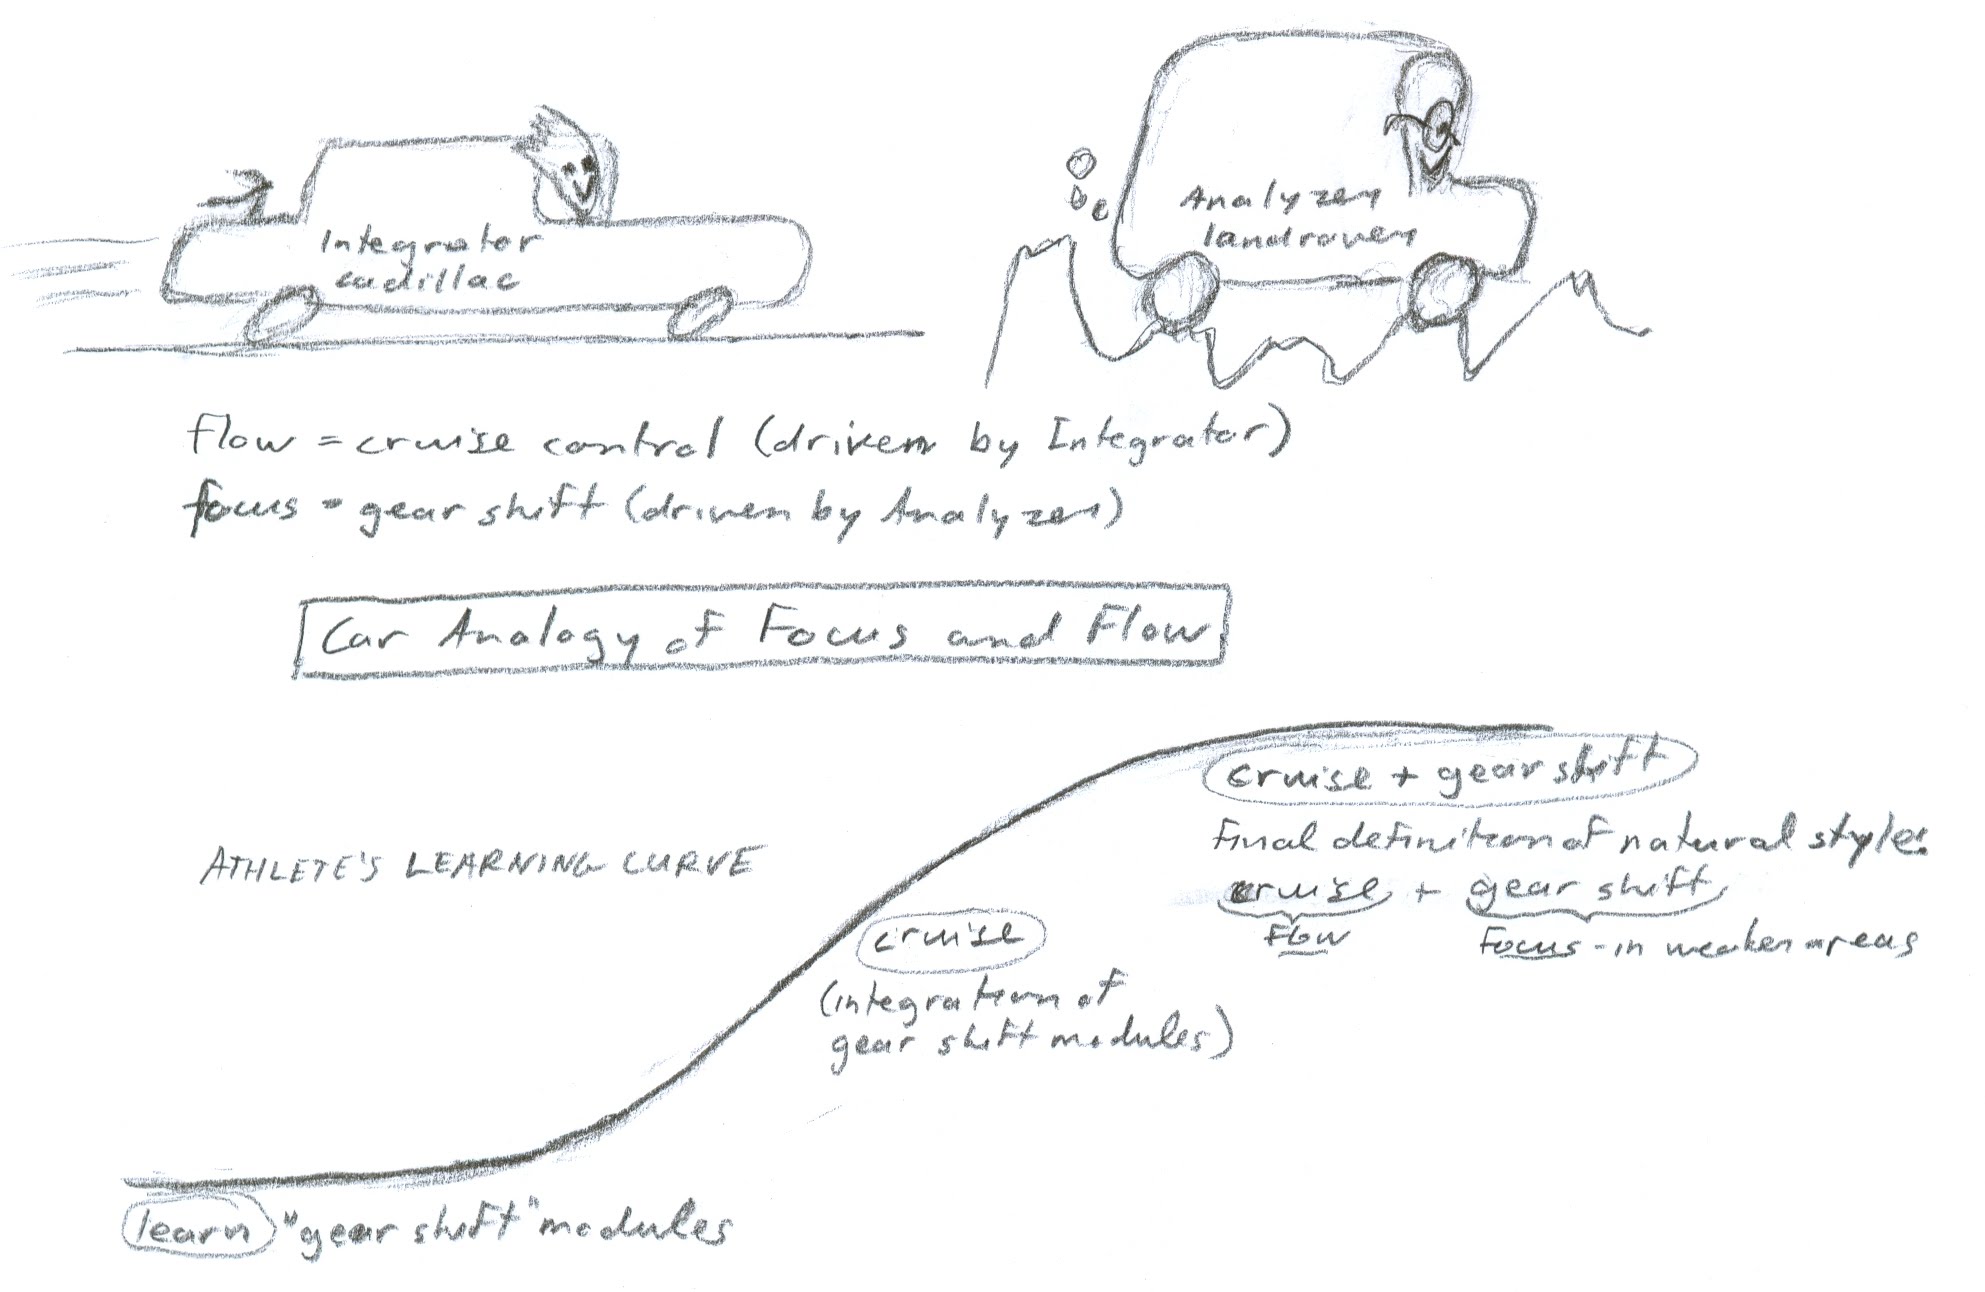 Integrator
cadillac
Analyzer
landrover
flow = cruise control (driven by Integrator)
focus = gear shift (driven by Analyzer)
Car Analogy of Focus and Flow
ATHLETE'S LEARNING CURVE
cruise + gear shift
final definition of natural style:
cruise + gear shift
Flow Focus - in weaker areas
cruise
(integration of
gear shift modules)
learn "gear shift" modules